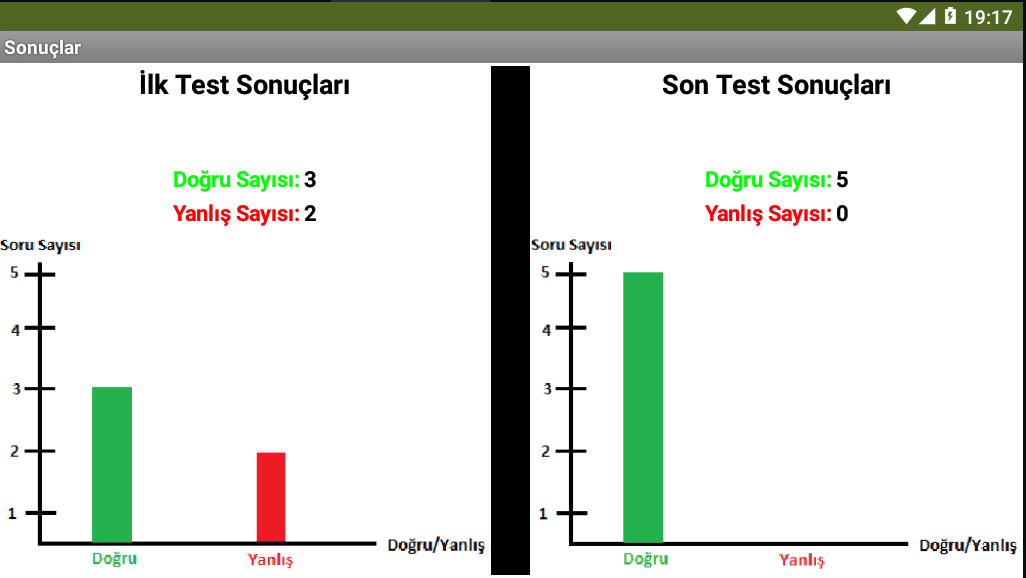 19:17
Sonuçlar
İlk Test Sonuçları
Doğru Sayısı: 3
Yanlış Sayısı: 2
Soru Sayısı
5
4
3
2
1
Doğru
Yanlış
Doğru/Yanlış
Son Test Sonuçları
Doğru Sayısı: 5
Yanlış Sayısı: 0
Soru Sayısı
5
4
3
2
1
Doğru
Yanlış
Doğru/Yanlış